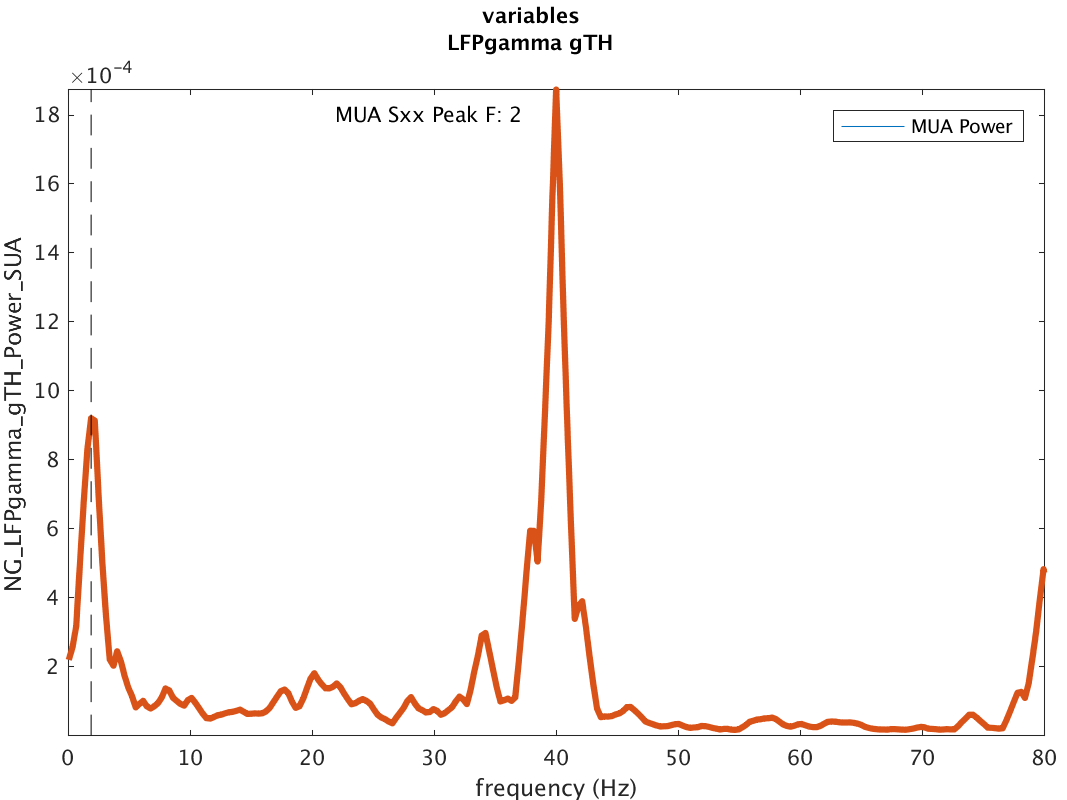 variables
LFPgamma gTH
×10⁻⁴
MUA Sxx Peak F: 2
MUA Power
18
16
14
12
10
8
6
4
2
NG_LFPgamma_gTH_Power_SUA
0 10 20 30 40 50 60 70 80
frequency (Hz)